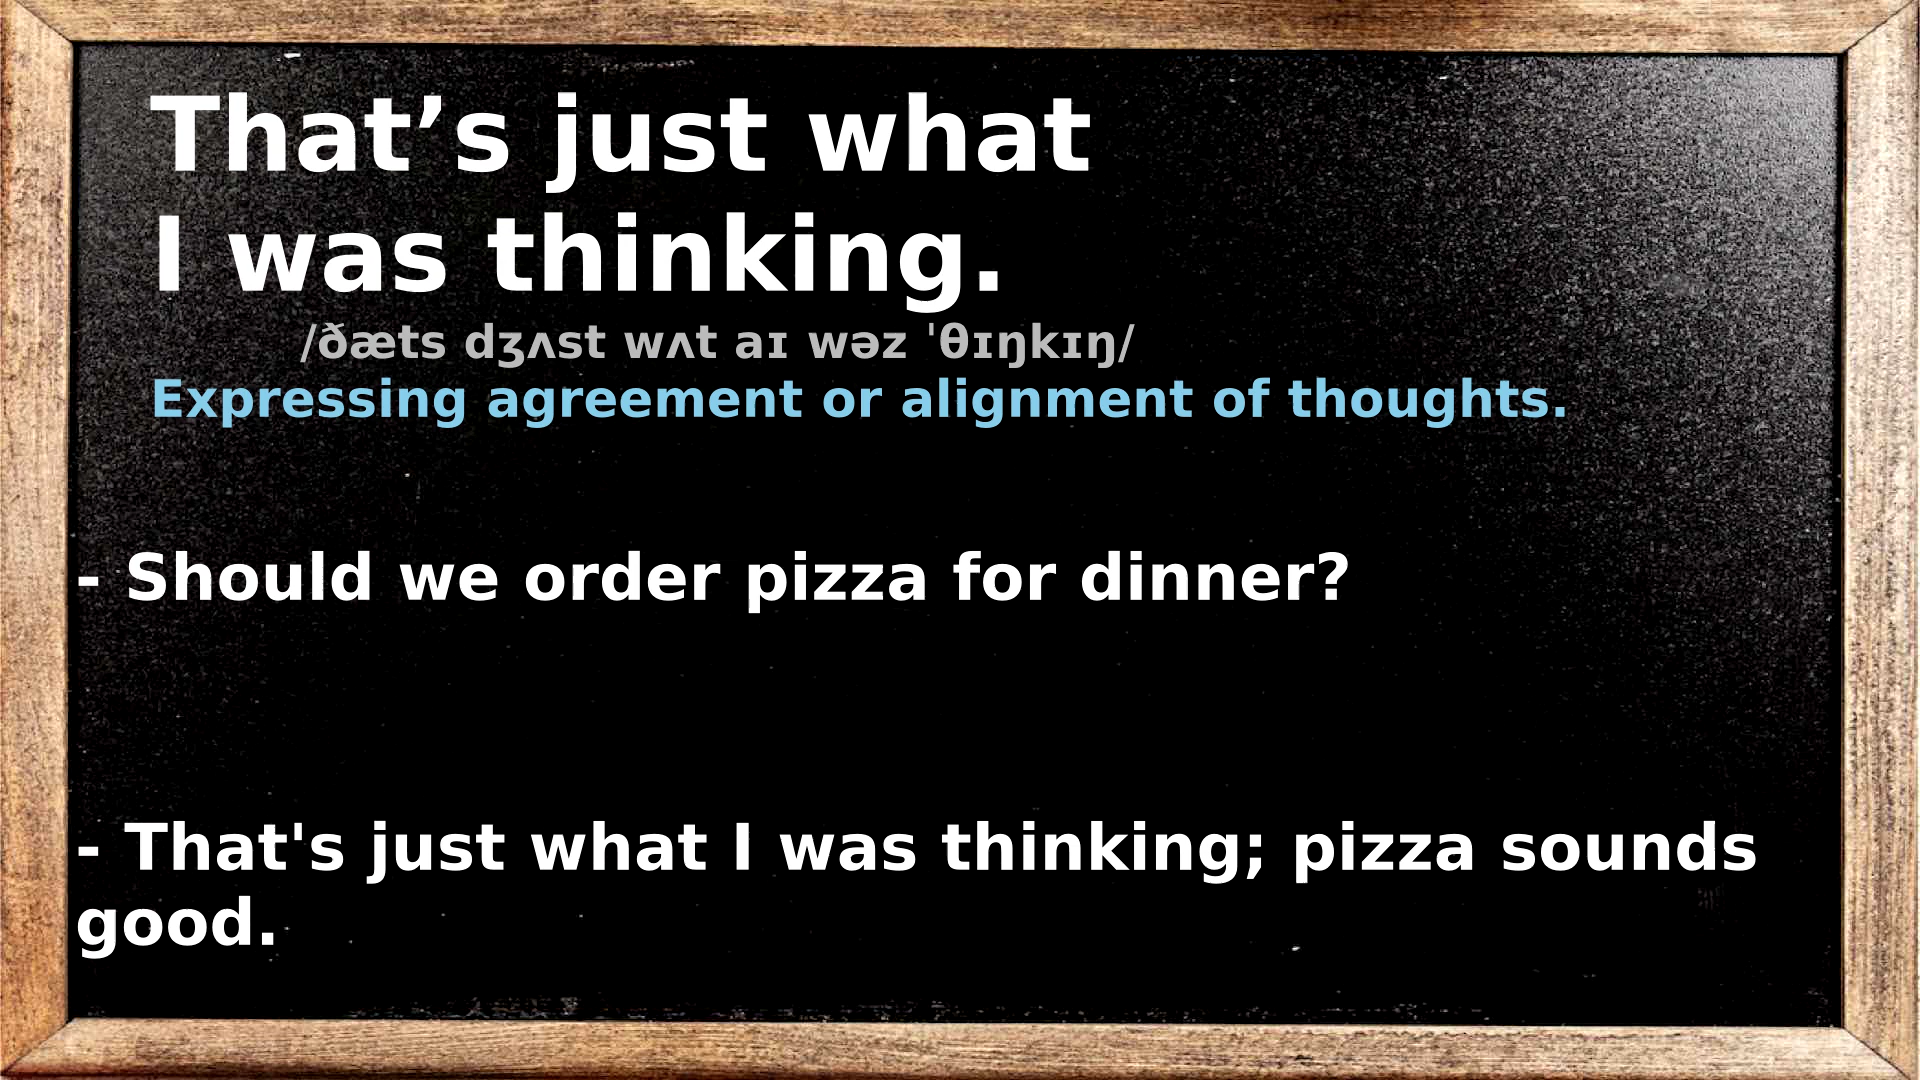 That’s just what
I was thinking.
/ðæts dʒʌst wʌt aɪ wəz ˈθɪŋkɪŋ/
Expressing agreement or alignment of thoughts.
- Should we order pizza for dinner?
- That's just what I was thinking; pizza sounds
good.